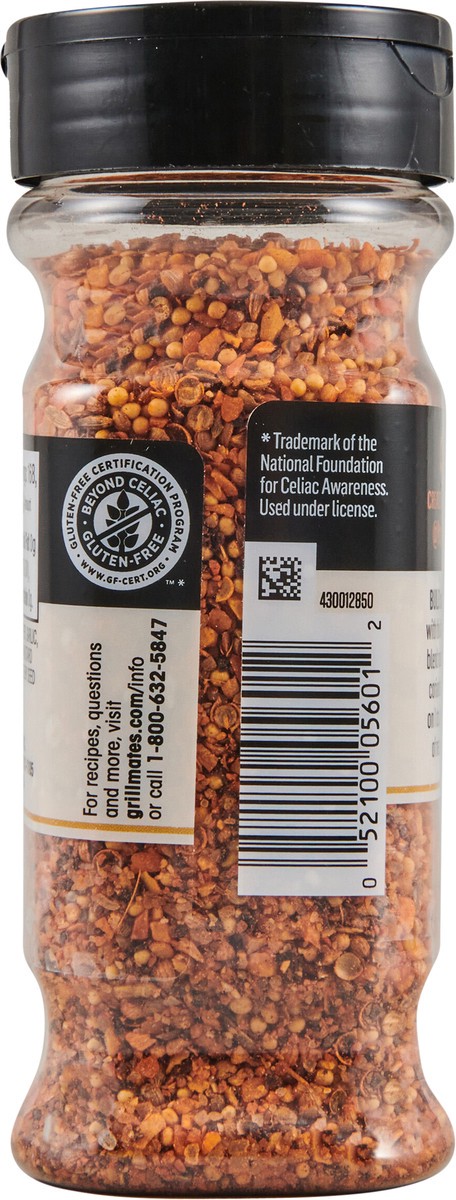 GLUTEN-FREE CERTIFICATION PROGRAM
• BEYOND CELIAC •
GLUTEN-FREE
• WWW.GF-CERT.ORG •
™ *
For recipes, questions
and more, visit
grillmates.com/info
or call 1-800-632-5847
* Trademark of the
National Foundation
for Celiac Awareness.
Used under license.
430012850
0 52100 05601 2